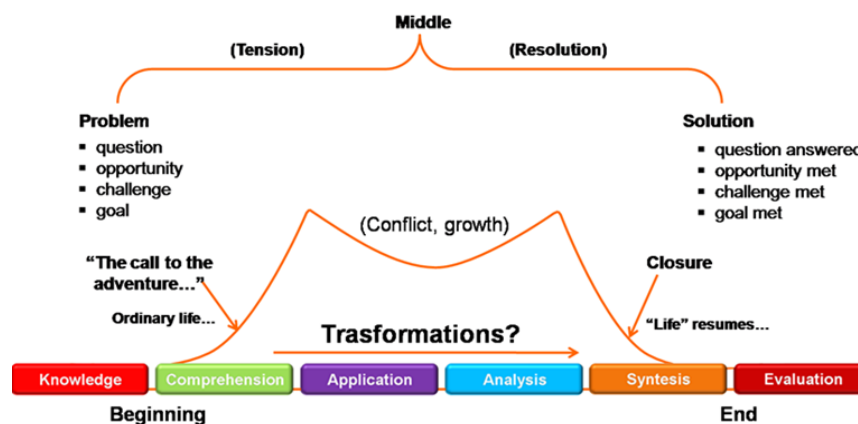 Middle
(Tension)
(Resolution)
Problem
▪ question
▪ opportunity
▪ challenge
▪ goal
Solution
▪ question answered
▪ opportunity met
▪ challenge met
▪ goal met
(Conflict, growth)
“The call to the
adventure...”
Ordinary life...
Closure
“Life” resumes...
Trasformations?
Knowledge
Comprehension
Application
Analysis
Syntesis
Evaluation
Beginning
End